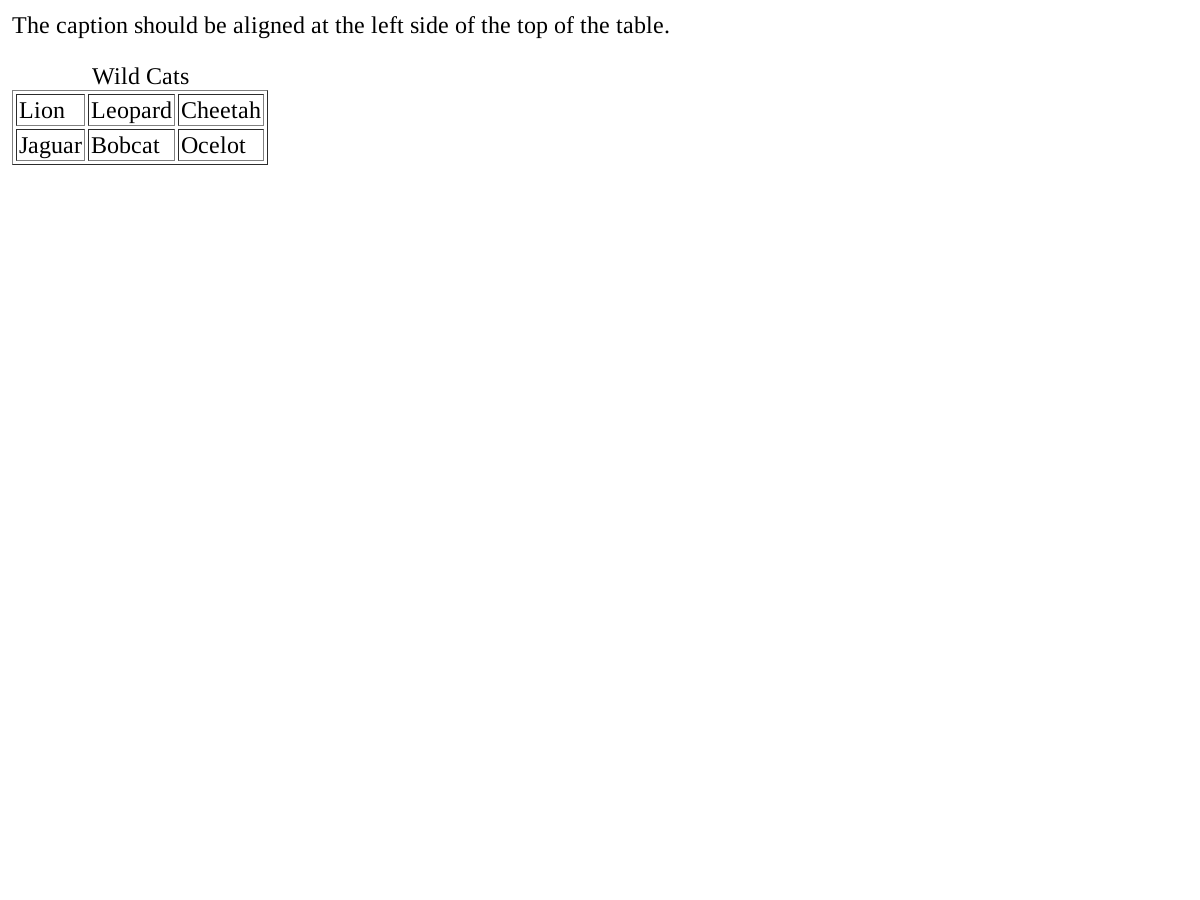 The caption should be aligned at the left side of the top of the table.
Wild Cats
Lion Leopard Cheetah
Jaguar Bobcat Ocelot